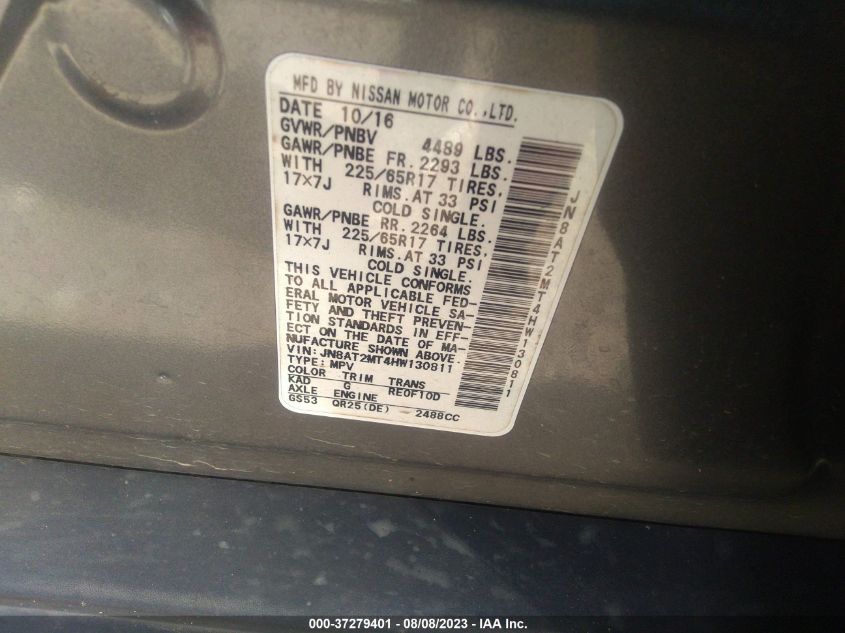 MFD BY NISSAN MOTOR CO.,LTD.
DATE 10/16
GVWR/PNBV 4489 LBS.
GAWR/PNBE FR. 2293 LBS.
WITH 225/65R17 TIRES,
17×7J RIMS.AT 33 PSI
COLD SINGLE.
GAWR/PNBE RR. 2264 LBS.
WITH 225/65R17 TIRES,
17×7J RIMS.AT 33 PSI
COLD SINGLE.
THIS VEHICLE CONFORMS
TO ALL APPLICABLE FED-
ERAL MOTOR VEHICLE SA-
FETY AND THEFT PREVEN-
TION STANDARDS IN EFF-
ECT ON THE DATE OF MA-
NUFACTURE SHOWN ABOVE.
VIN: JN8AT2MT4HW130811
TYPE: MPV
COLOR TRIM TRANS
KAD G RE0F10D
AXLE ENGINE
GS53 QR25(DE) 2488CC
JN8AT2MT4HW130811
000-37279401 - 08/08/2023 - IAA Inc.